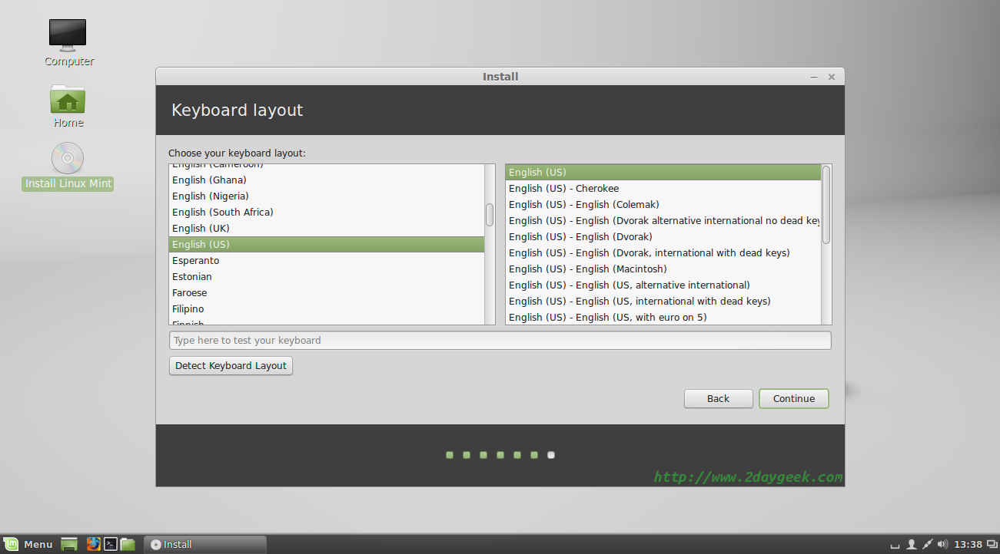 Computer
Home
Install Linux Mint
Install
Keyboard layout
Choose your keyboard layout:
English (Cameroon)
English (Ghana)
English (Nigeria)
English (South Africa)
English (UK)
English (US)
Esperanto
Estonian
Faroese
Filipino
Finnish
English (US)
English (US) - Cherokee
English (US) - English (Colemak)
English (US) - English (Dvorak alternative international no dead key
English (US) - English (Dvorak)
English (US) - English (Dvorak, international with dead keys)
English (US) - English (Macintosh)
English (US) - English (US, alternative international)
English (US) - English (US, international with dead keys)
English (US) - English (US, with euro on 5)
Type here to test your keyboard
Detect Keyboard Layout
Back
Continue
http://www.2daygeek.com
Menu
Install
13:38